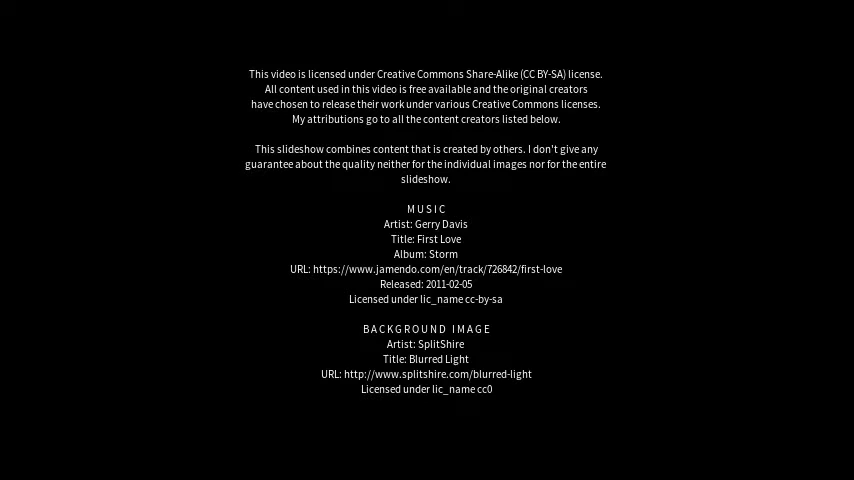 This video is licensed under Creative Commons Share-Alike (CC BY-SA) license.
All content used in this video is free available and the original creators
have chosen to release their work under various Creative Commons licenses.
My attributions go to all the content creators listed below.
This slideshow combines content that is created by others. I don't give any
guarantee about the quality neither for the individual images nor for the entire
slideshow.
MUSIC
Artist: Gerry Davis
Title: First Love
Album: Storm
URL: https://www.jamendo.com/en/track/726842/first-love
Released: 2011-02-05
Licensed under lic_name cc-by-sa
BACKGROUND IMAGE
Artist: SplitShire
Title: Blurred Light
URL: http://www.splitshire.com/blurred-light
Licensed under lic_name cc0